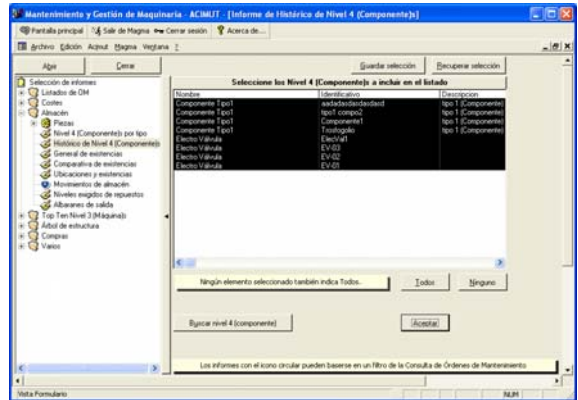 Mantenimiento y Gestión de Maquinaria - ACIMUT - [Informe de Histórico de Nivel 4 (Componente)s]
Pantalla principal Salir de Magma Cerrar sesión Acerca de...
Archivo Edición Acimut Magma Ventana ?
Abrir Cerrar
Guardar selección Recuperar selección
Selección de informes
Listados de OM
Costes
Almacén
Piezas
Nivel 4 (Componente)s por tipo
Histórico de Nivel 4 (Componente)s
General de existencias
Comparativa de existencias
Ubicaciones y existencias
Movimientos de almacén
Niveles exigidos de repuestos
Albaranes de salida
Top Ten Nivel 3 (Máquina)s
Árbol de estructura
Compras
Varios
Seleccione los Nivel 4 (Componente)s a incluir en el listado
Nombre Identificativo Descripcion
Componente Tipo1 tipo 1 (Componente)
Componente Tipo1 tipo1 compo2 tipo 1 (Componente)
Componente Tipo1 Componente1 tipo 1 (Componente)
Componente Tipo1 tipo 1 (Componente)
Electro Válvula ElecVal1
Electro Válvula EV-03
Electro Válvula EV-02
Electro Válvula EV-01
Ningún elemento seleccionado también indica Todos.
Todos Ninguno
Buscar nivel 4 (componente) Aceptar
Los informes con el icono circular pueden basarse en un filtro de la Consulta de Órdenes de Mantenimiento
Vista Formulario NUM